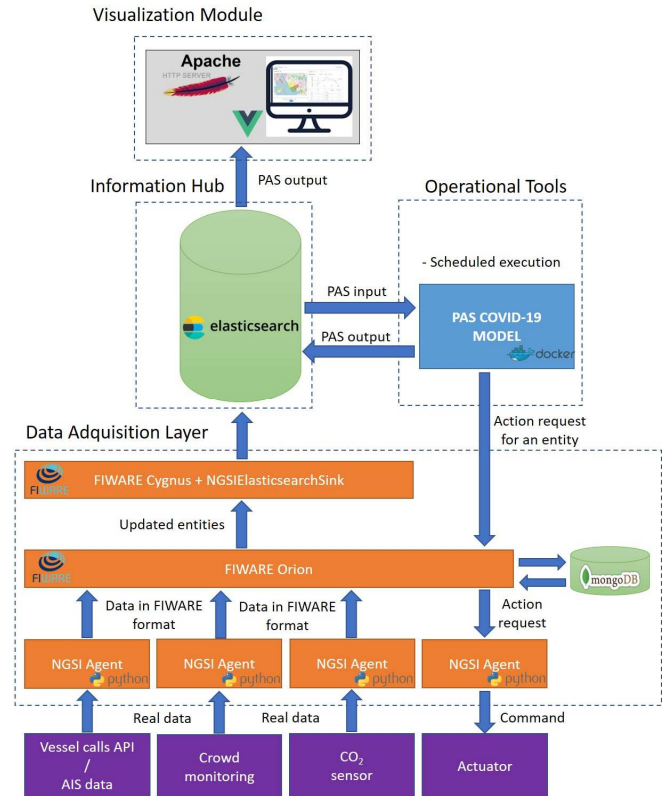 Visualization Module
Apache
HTTP SERVER
PAS output
Information Hub
Operational Tools
- Scheduled execution
elasticsearch
PAS input
PAS output
PAS COVID-19
MODEL
docker
Action request
for an entity
Data Adquisition Layer
FIWARE
FIWARE Cygnus + NGSIElasticsearchSink
Updated entities
FIWARE
FIWARE Orion
mongoDB
Data in FIWARE
format
Data in FIWARE
format
Action
request
NGSI Agent
python
NGSI Agent
python
NGSI Agent
python
NGSI Agent
python
Real data
Real data
Command
Vessel calls API
/
AIS data
Crowd
monitoring
CO2
sensor
Actuator